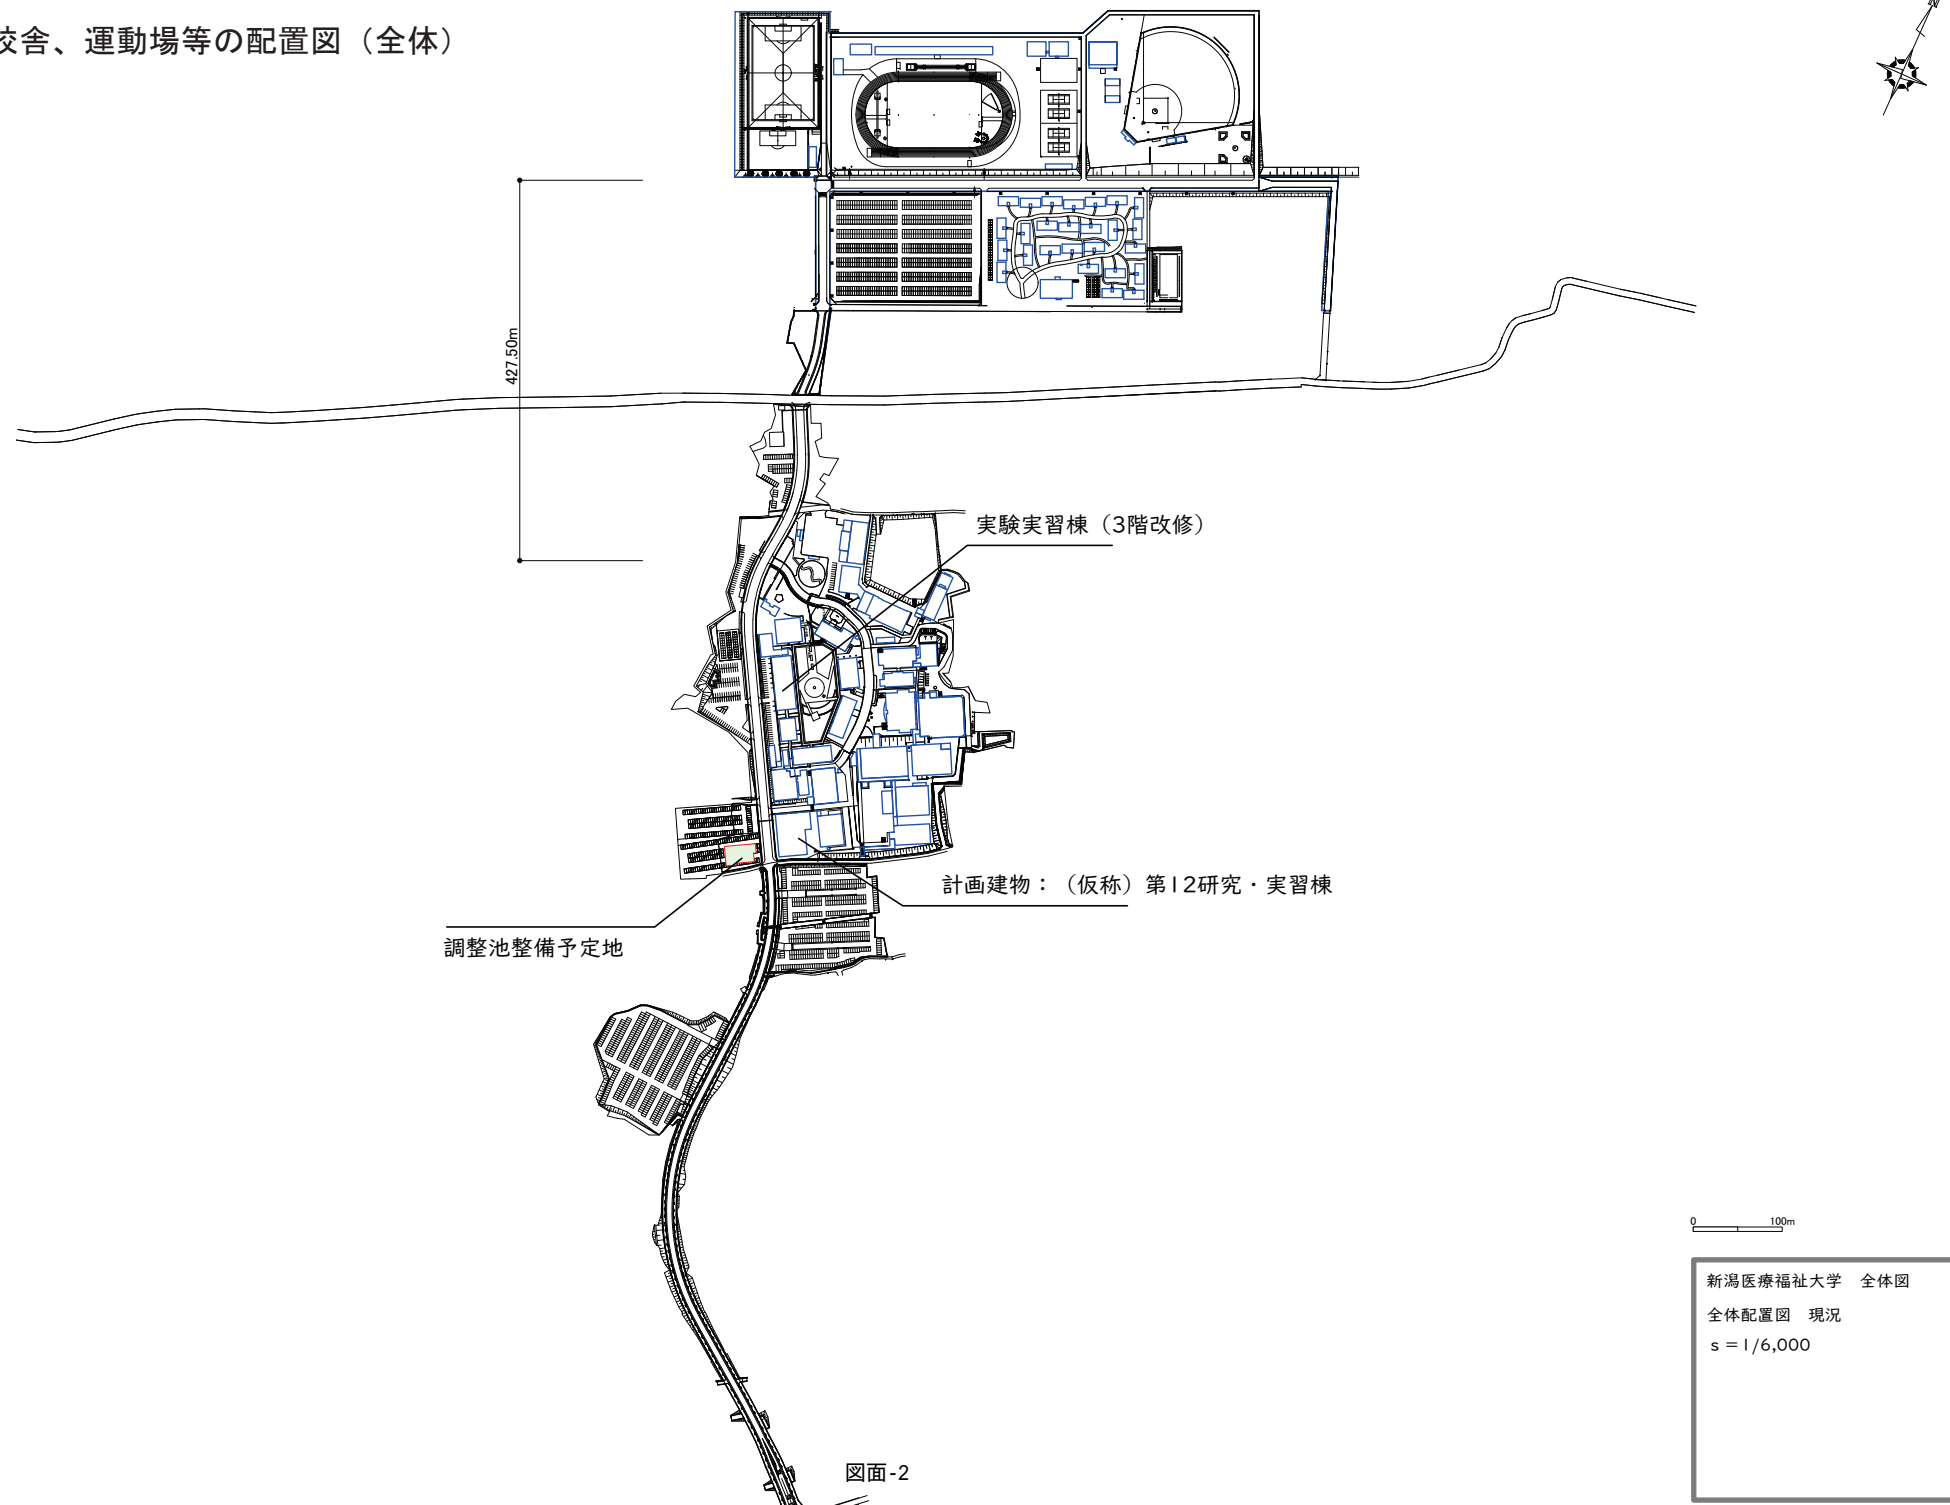 校舎、運動場等の配置図（全体）
N
427.50m
実験実習棟（3階改修）
計画建物：（仮称）第12研究・実習棟
調整池整備予定地
0 100m
新潟医療福祉大学　全体図
全体配置図　現況
s＝1/6,000
図面-2